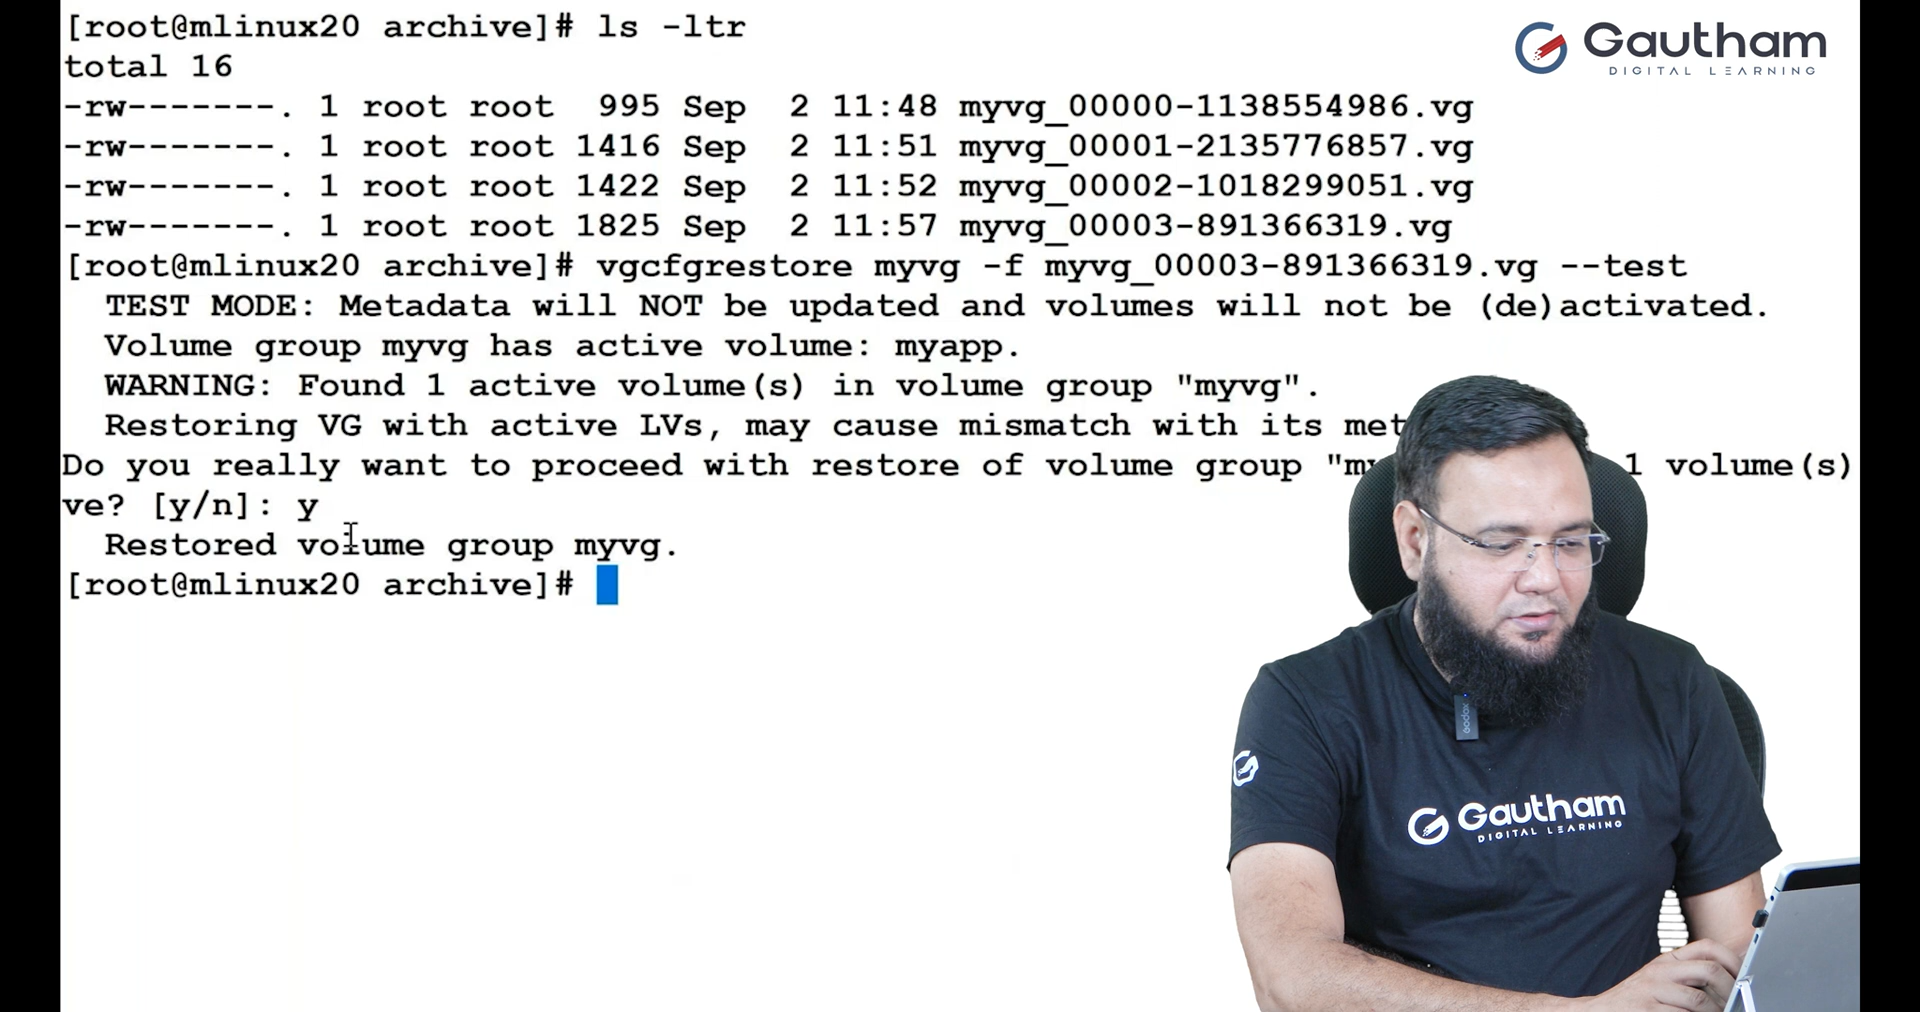 [root@mlinux20 archive]# ls -ltr
total 16
-rw-------. 1 root root  995 Sep  2 11:48 myvg_00000-1138554986.vg
-rw-------. 1 root root 1416 Sep  2 11:51 myvg_00001-2135776857.vg
-rw-------. 1 root root 1422 Sep  2 11:52 myvg_00002-1018299051.vg
-rw-------. 1 root root 1825 Sep  2 11:57 myvg_00003-891366319.vg
[root@mlinux20 archive]# vgcfgrestore myvg -f myvg_00003-891366319.vg --test
TEST MODE: Metadata will NOT be updated and volumes will not be (de)activated.
Volume group myvg has active volume: myapp.
WARNING: Found 1 active volume(s) in volume group "myvg".
Restoring VG with active LVs, may cause mismatch with its met
Do you really want to proceed with restore of volume group "my 1 volume(s)
ve? [y/n]: y
Restored volume group myvg.
[root@mlinux20 archive]#
Gautham
DIGITAL LEARNING
Godox
Gautham
DIGITAL LEARNING